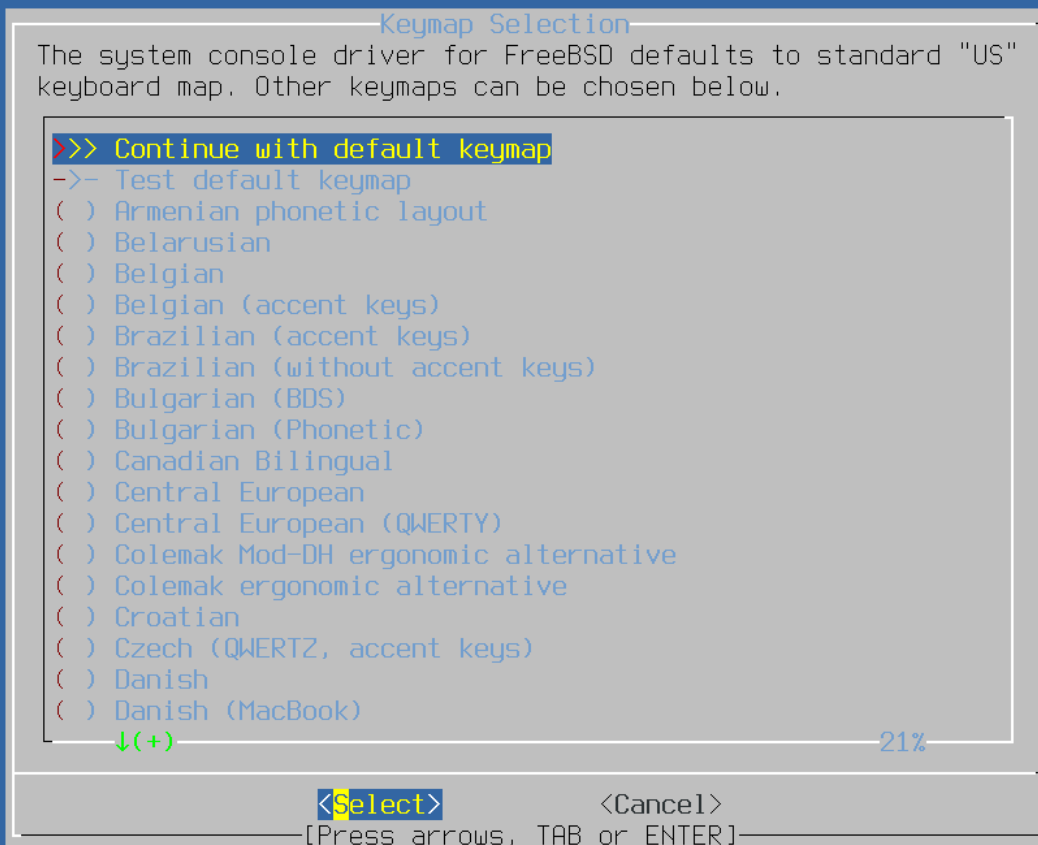 Keymap Selection
The system console driver for FreeBSD defaults to standard "US"
keyboard map. Other keymaps can be chosen below.
>>> Continue with default keymap
->- Test default keymap
( ) Armenian phonetic layout
( ) Belarusian
( ) Belgian
( ) Belgian (accent keys)
( ) Brazilian (accent keys)
( ) Brazilian (without accent keys)
( ) Bulgarian (BDS)
( ) Bulgarian (Phonetic)
( ) Canadian Bilingual
( ) Central European
( ) Central European (QWERTY)
( ) Colemak Mod-DH ergonomic alternative
( ) Colemak ergonomic alternative
( ) Croatian
( ) Czech (QWERTZ, accent keys)
( ) Danish
( ) Danish (MacBook)
↓(+) 21%
<Select> <Cancel>
[Press arrows, TAB or ENTER]